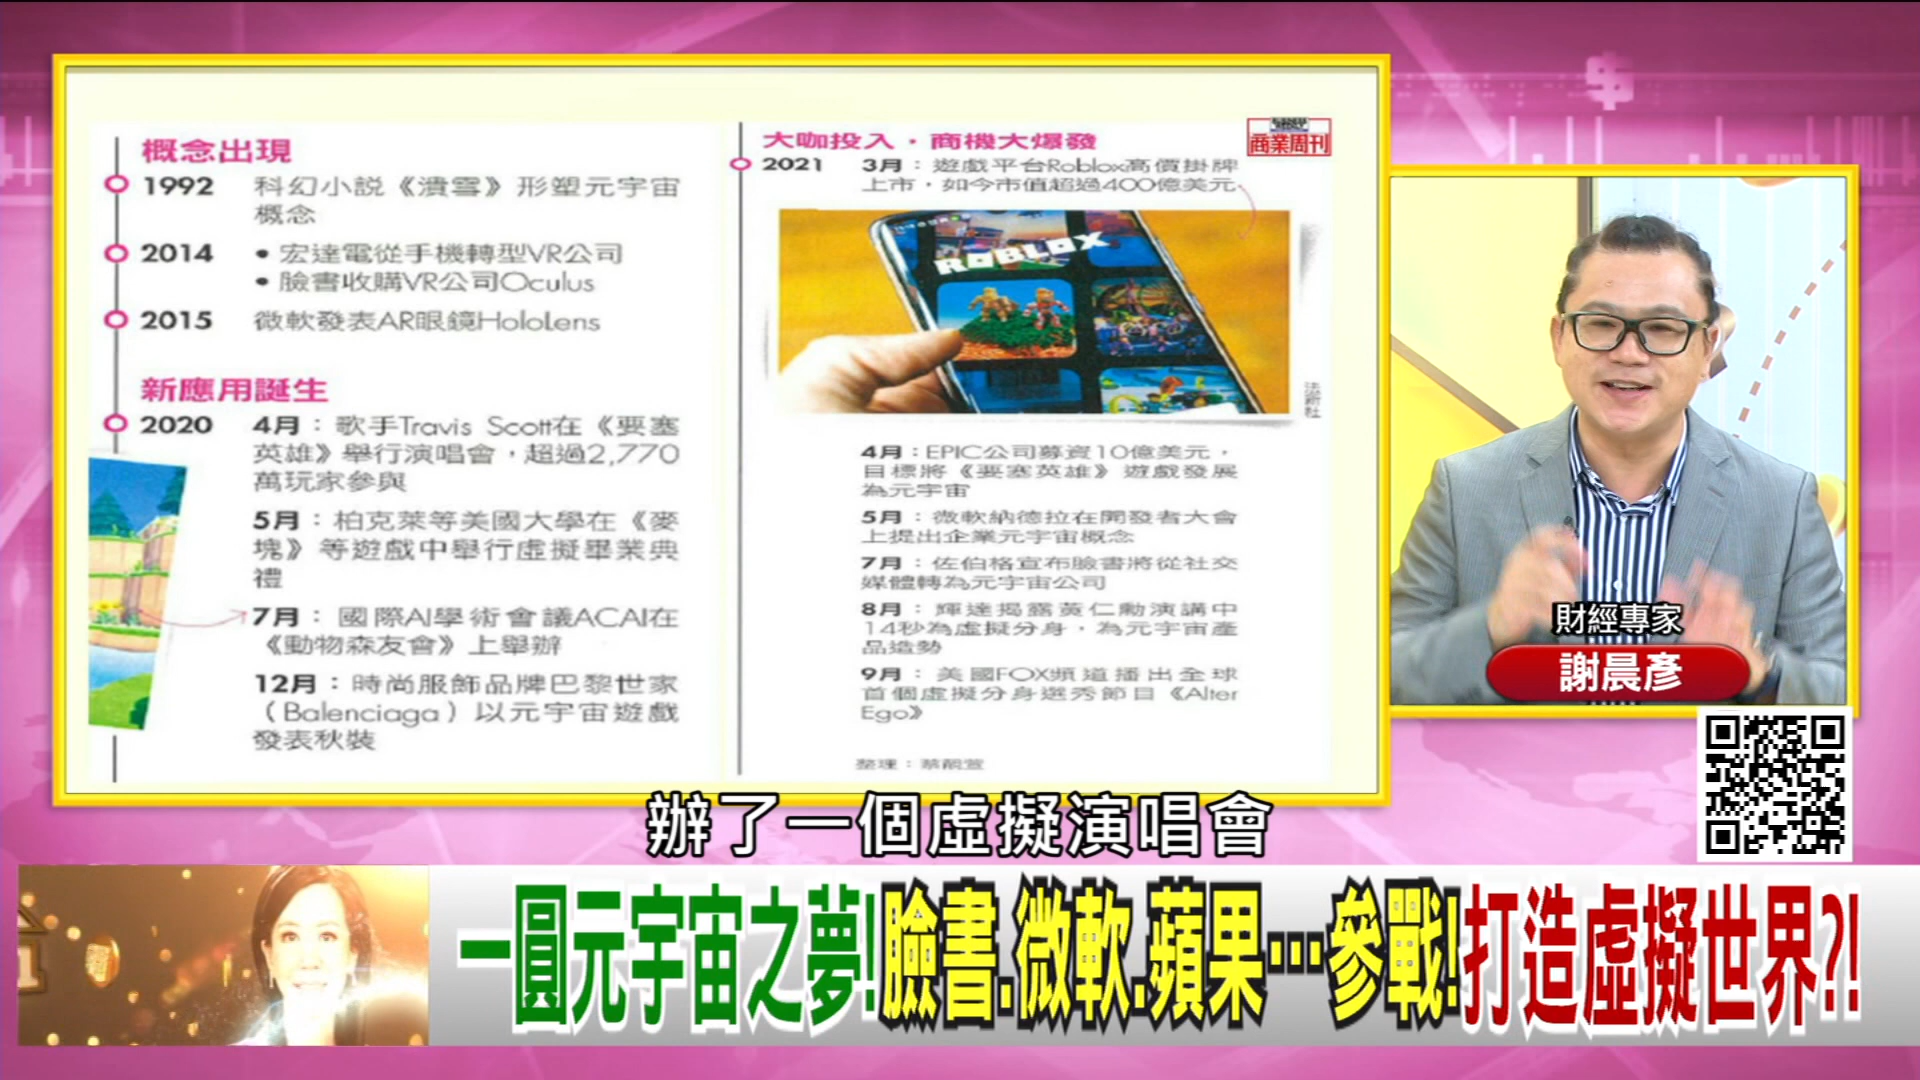 概念出現
1992 科幻小說《潰雪》形塑元宇宙
概念
2014 • 宏達電從手機轉型VR公司
• 臉書收購VR公司Oculus
2015 微軟發表AR眼鏡HoloLens
新應用誕生
2020 4月：歌手Travis Scott在《要塞
英雄》舉行演唱會，超過2,770
萬玩家參與
5月：柏克萊等美國大學在《麥
塊》等遊戲中舉行虛擬畢業典
禮
7月：國際AI學術會議ACAI在
《動物森友會》上舉辦
12月：時尚服飾品牌巴黎世家
（Balenciaga）以元宇宙遊戲
發表秋裝
大咖投入，商機大爆發
商業周刊
2021 3月：遊戲平台Roblox高價掛牌
上市，如今市值超過400億美元
ROBLOX
法新社
4月：EPIC公司募資10億美元，
目標將《要塞英雄》遊戲發展
為元宇宙
5月：微軟納德拉在開發者大會
上提出企業元宇宙概念
7月：佐伯格宣布臉書將從社交
媒體轉為元宇宙公司
8月：輝達揭露黃仁勳演講中
14秒為虛擬分身，為元宇宙產
品造勢
9月：美國FOX頻道播出全球
首個虛擬分身選秀節目《Alter
Ego》
整理：蔡靚萱
財經專家
謝晨彥
辦了一個虛擬演唱會
一圓元宇宙之夢!臉書.微軟.蘋果…參戰!打造虛擬世界?!